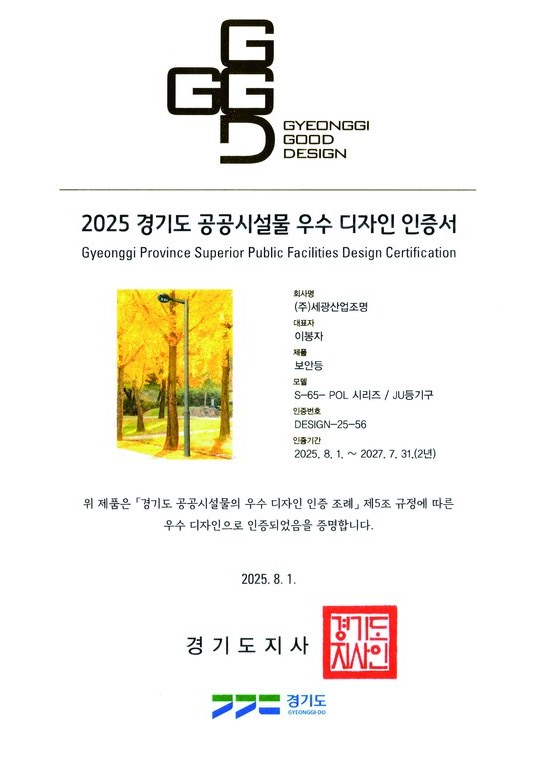 G
GG
D
GYEONGGI
GOOD
DESIGN
2025 경기도 공공시설물 우수 디자인 인증서
Gyeonggi Province Superior Public Facilities Design Certification
회사명
(주)세광산업조명
대표자
이봉자
제품
보안등
모델
S-65- POL 시리즈 / JU등기구
인증번호
DESIGN-25-56
인증기간
2025. 8. 1. ~ 2027. 7. 31.(2년)
위 제품은 「경기도 공공시설물의 우수 디자인 인증 조례」 제5조 규정에 따른
우수 디자인으로 인증되었음을 증명합니다.
2025. 8. 1.
경기도지사
경기도
지사인
경기도
GYEONGGI-DO